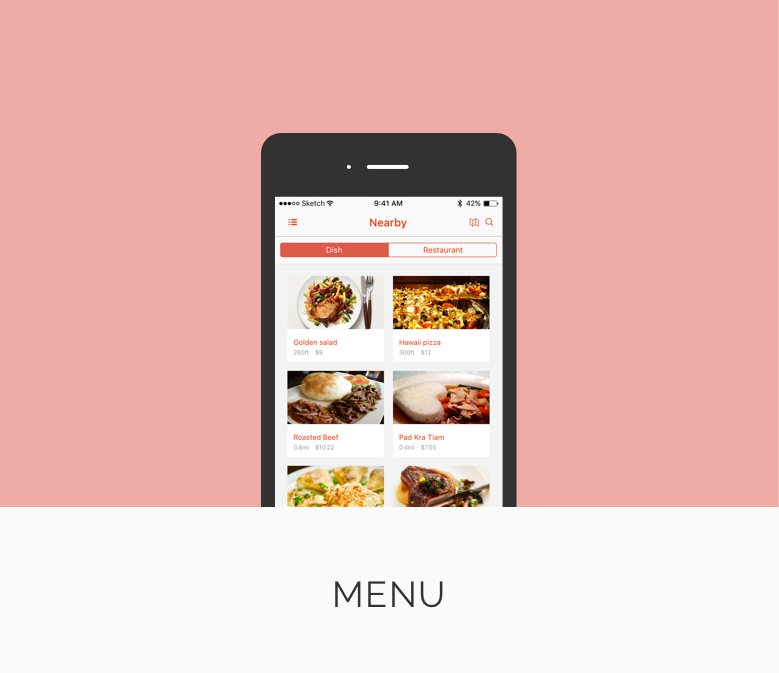 Sketch 9:41 AM 42%
Nearby
Dish Restaurant
Golden salad Hawaii pizza
260ft $9 300ft $12
Roasted Beef Pad Kra Tiam
0.8mi $10.22 0.4mi $7.55
MENU